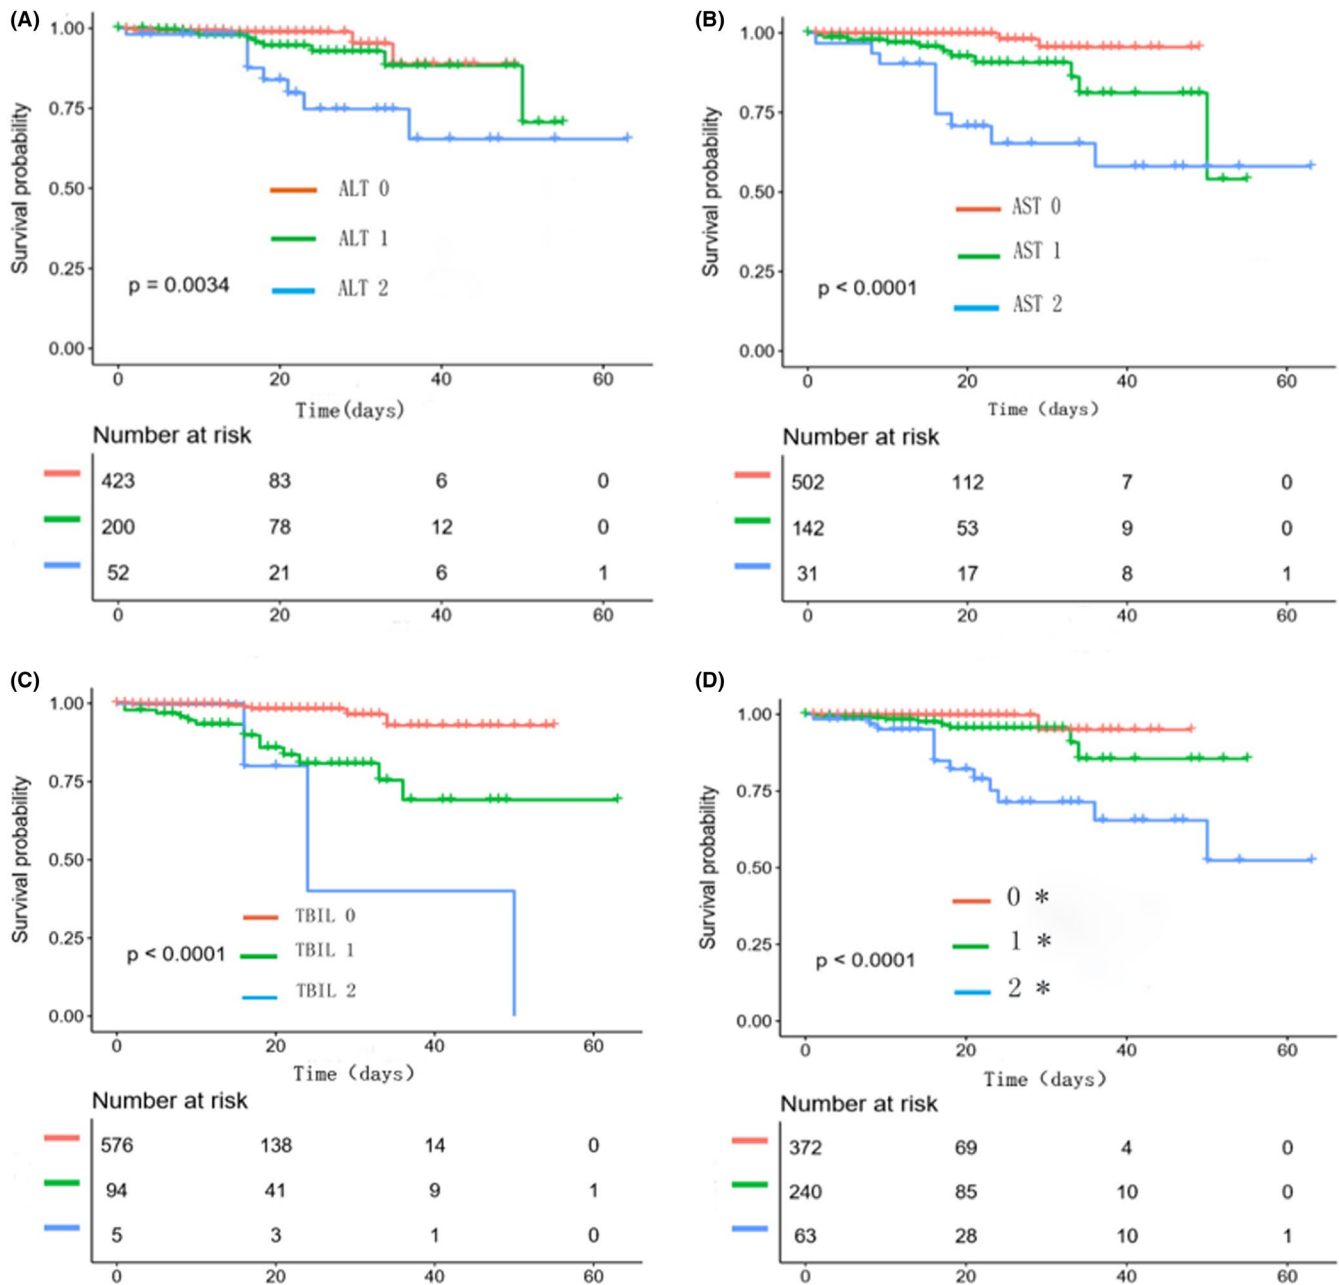 (A)
1.00
0.75
0.50
0.25
0.00
Survival probability
ALT 0
ALT 1
ALT 2
p = 0.0034
0 20 40 60
Time(days)
Number at risk
423 83 6 0
200 78 12 0
52 21 6 1
0 20 40 60
(B)
1.00
0.75
0.50
0.25
0.00
Survival probability
AST 0
AST 1
AST 2
p < 0.0001
0 20 40 60
Time (days)
Number at risk
502 112 7 0
142 53 9 0
31 17 8 1
0 20 40 60
(C)
1.00
0.75
0.50
0.25
0.00
Survival probability
TBIL 0
TBIL 1
TBIL 2
p < 0.0001
0 20 40 60
Time (days)
Number at risk
576 138 14 0
94 41 9 1
5 3 1 0
0 20 40 60
(D)
1.00
0.75
0.50
0.25
0.00
Survival probability
0 *
1 *
2 *
p < 0.0001
0 20 40 60
Time (days)
Number at risk
372 69 4 0
240 85 10 0
63 28 10 1
0 20 40 60